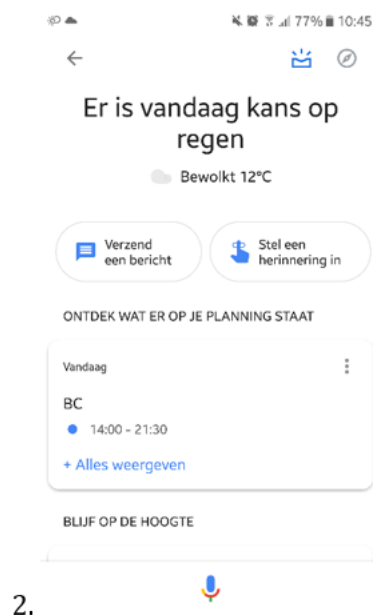 77% 10:45
Er is vandaag kans op
regen
Bewolkt 12°C
Verzend
een bericht
Stel een
herinnering in
ONTDEK WAT ER OP JE PLANNING STAAT
Vandaag
BC
14:00 - 21:30
+ Alles weergeven
BLIJF OP DE HOOGTE
2.